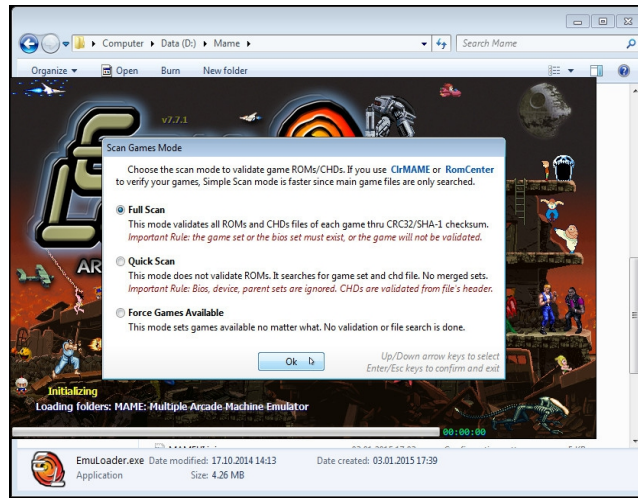 Computer ▸ Data (D:) ▸ Mame ▸
Search Mame
Organize ▾ Open Burn New folder
v7.7.1
Scan Games Mode
Choose the scan mode to validate game ROMs/CHDs. If you use ClrMAME or RomCenter
to verify your games, Simple Scan mode is faster since main game files are only searched.
Full Scan
This mode validates all ROMs and CHDs files of each game thru CRC32/SHA-1 checksum.
Important Rule: the game set or the bios set must exist, or the game will not be validated.
Quick Scan
This mode does not validate ROMs. It searches for game set and chd file. No merged sets.
Important Rule: Bios, device, parent sets are ignored. CHDs are validated from file's header.
AR
Force Games Available
This mode sets games available no matter what. No validation or file search is done.
Ok
Up/Down arrow keys to select
Enter/Esc keys to confirm and exit
Initializing
Loading folders: MAME: Multiple Arcade Machine Emulator
00:00:00
EmuLoader.exe Date modified: 17.10.2014 14:13 Date created: 03.01.2015 17:39
Application Size: 4.26 MB